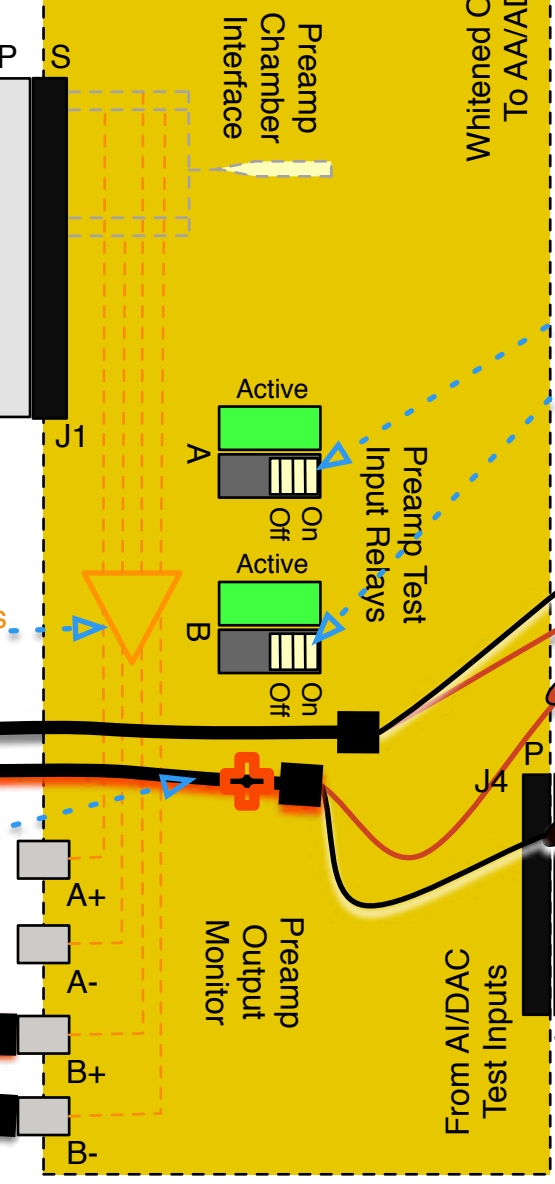 P
S
Preamp
Chamber
Interface
Whitened
To AA/
J1
Active
A
On
Off
Preamp Test
Input Relays
Active
B
On
Off
P
J4
A+
A-
B+
B-
Preamp
Output
Monitor
From AI/DAC
Test Inputs